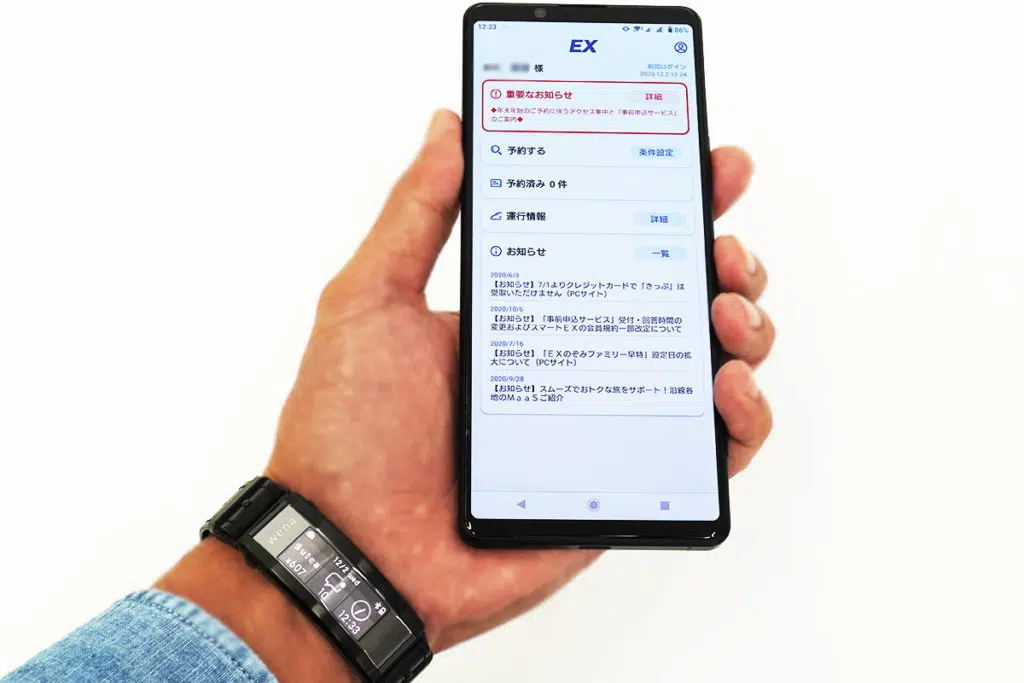 12:33
86%
EX
様
前回ログイン
2020.12.2 12:24
重要なお知らせ
詳細
◆年末年始のご予約に伴うアクセス集中と「事前申込サービス」
のご案内◆
予約する
条件設定
予約済み 0 件
運行情報
詳細
お知らせ
一覧
2020/6/3
【お知らせ】7/1よりクレジットカードで「きっぷ」は
受取いただけません（PCサイト）
2020/10/6
【お知らせ】「事前申込サービス」受付・回答時間の
変更およびスマートＥＸの会員規約一部改定について
2020/7/16
【お知らせ】「ＥＸのぞみファミリー早特」設定日の拡
大について（PCサイト）
2020/9/28
【お知らせ】スムーズでおトクな旅をサポート！沿線各
地のＭａａＳご紹介
wena
Suica
¥607
12/2 Wed
10
12:33